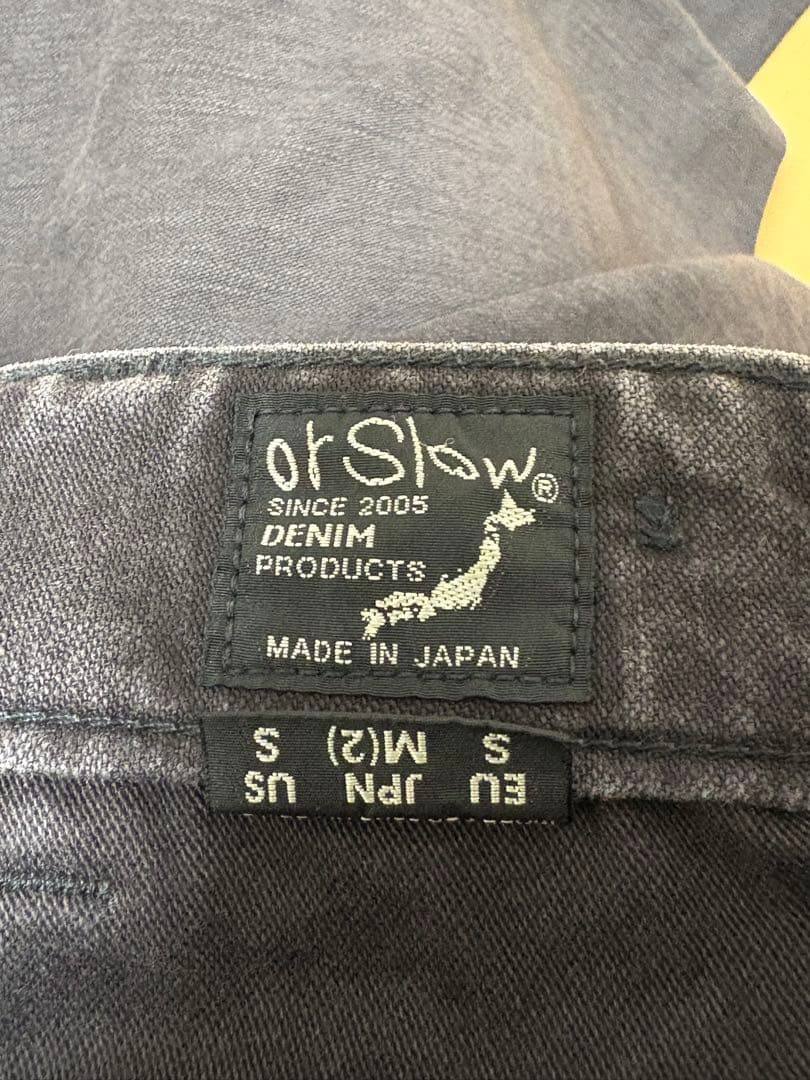 orSlow®
SINCE 2005
DENIM
PRODUCTS
MADE IN JAPAN
EU JPN US
S M(2) S